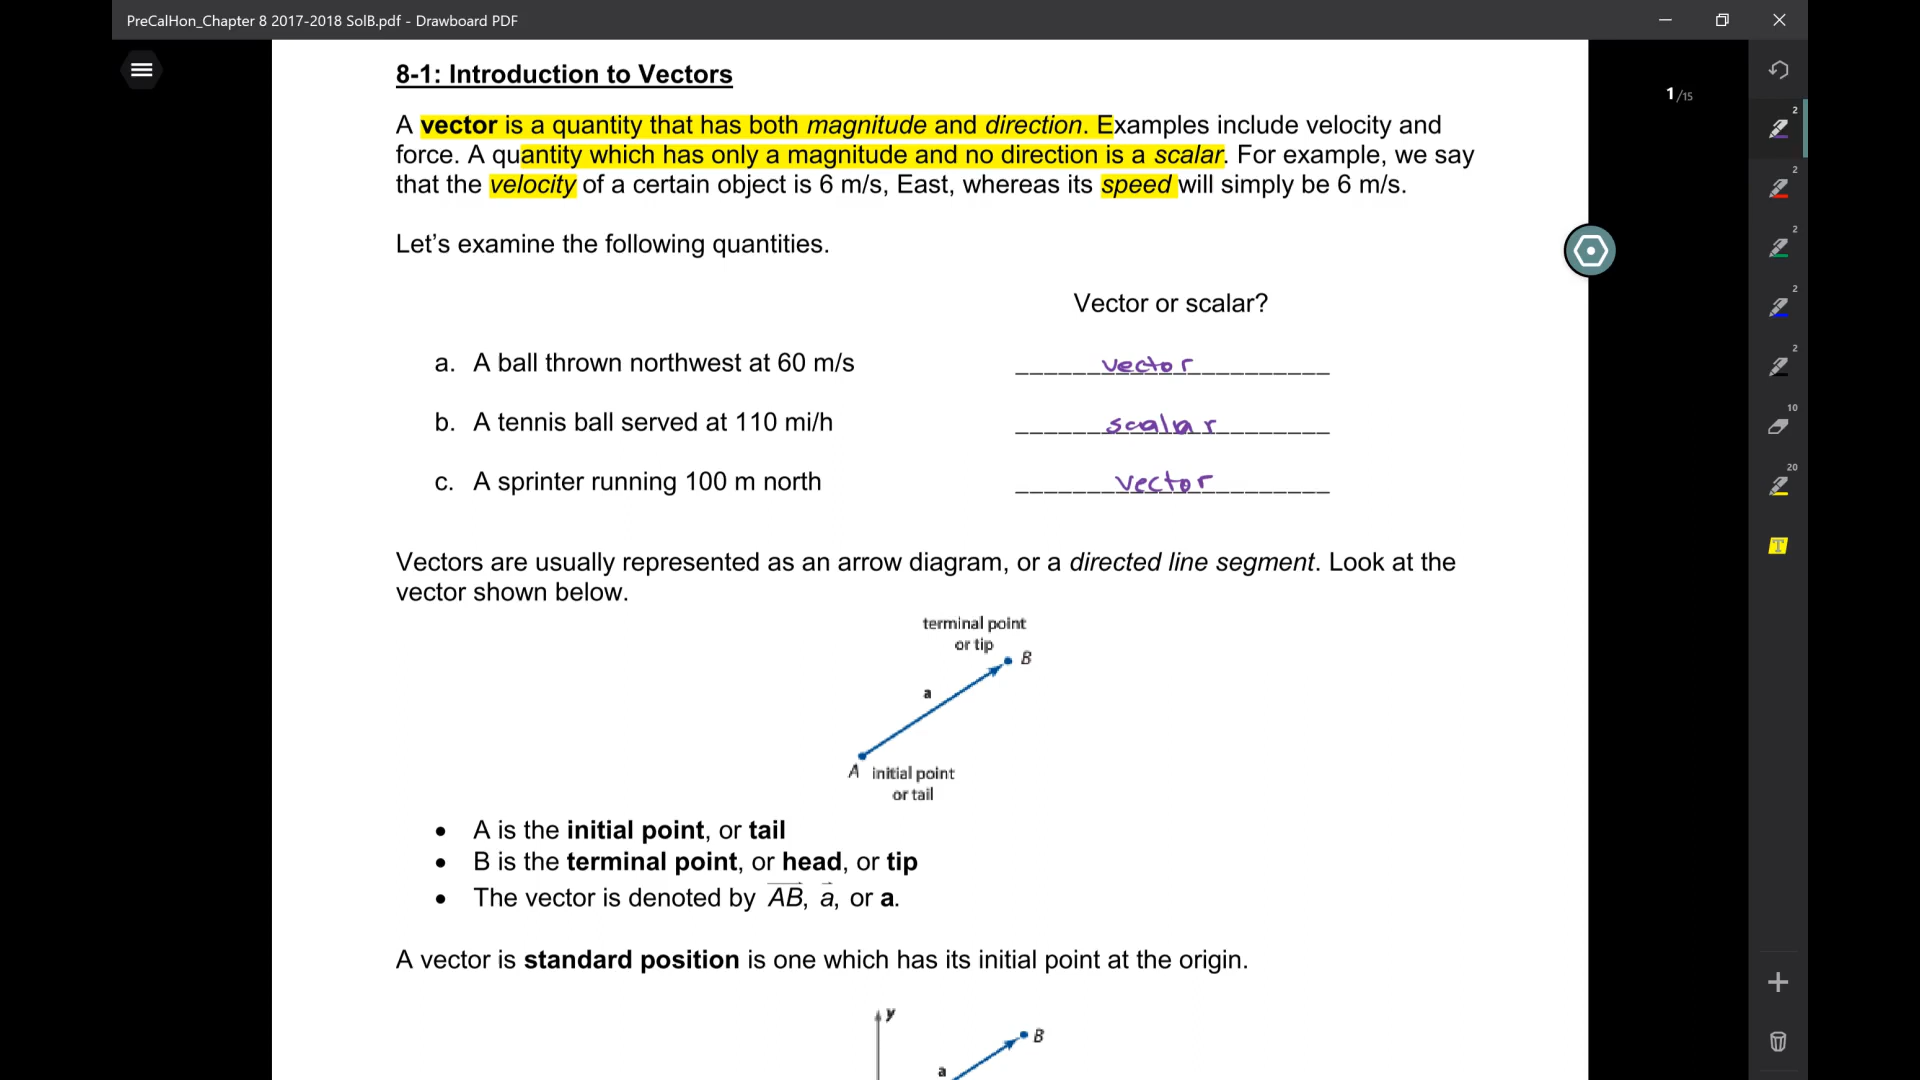 PreCalHon_Chapter 8 2017-2018 SolB.pdf - Drawboard PDF
1/15
8-1: Introduction to Vectors
A vector is a quantity that has both magnitude and direction. Examples include velocity and
force. A quantity which has only a magnitude and no direction is a scalar. For example, we say
that the velocity of a certain object is 6 m/s, East, whereas its speed will simply be 6 m/s.
Let's examine the following quantities.
Vector or scalar?
a. A ball thrown northwest at 60 m/s vector
b. A tennis ball served at 110 mi/h scalar
c. A sprinter running 100 m north vector
Vectors are usually represented as an arrow diagram, or a directed line segment. Look at the
vector shown below.
terminal point
or tip
B
a
A initial point
or tail
• A is the initial point, or tail
• B is the terminal point, or head, or tip
• The vector is denoted by A⃗B⃗, a⃗, or a.
A vector is standard position is one which has its initial point at the origin.
y
B
a
2
2
2
2
2
10
20
T